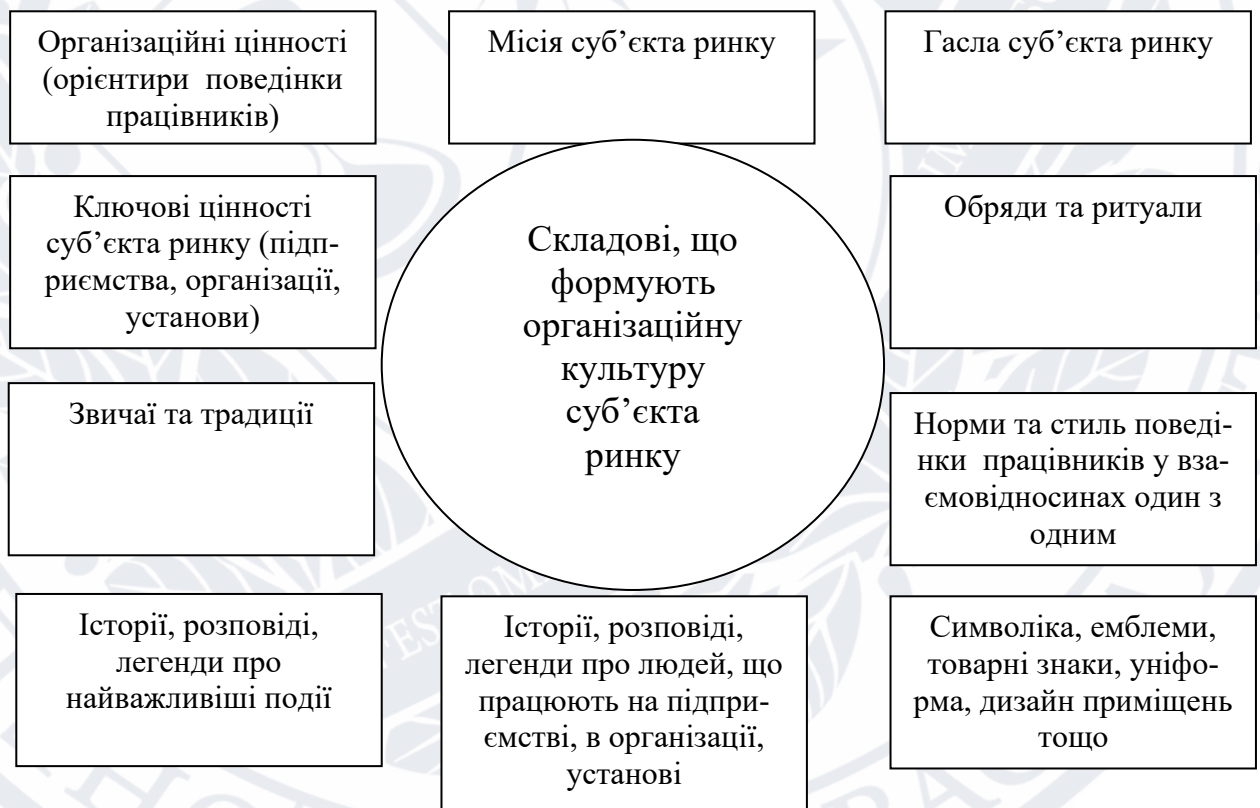 Організаційні цінності
(орієнтири поведінки
працівників)
Місія суб’єкта ринку
Гасла суб’єкта ринку
Ключові цінності
суб’єкта ринку (підп-
риємства, організації,
установи)
Складові, що
формують
організаційну
культуру
суб’єкта
ринку
Обряди та ритуали
Звичаї та традиції
Норми та стиль поведі-
нки працівників у вза-
ємовідносинах один з
одним
Історії, розповіді,
легенди про
найважливіші події
Історії, розповіді,
легенди про людей, що
працюють на підпри-
ємстві, в організації,
установі
Символіка, емблеми,
товарні знаки, уніфо-
рма, дизайн приміщень
тощо